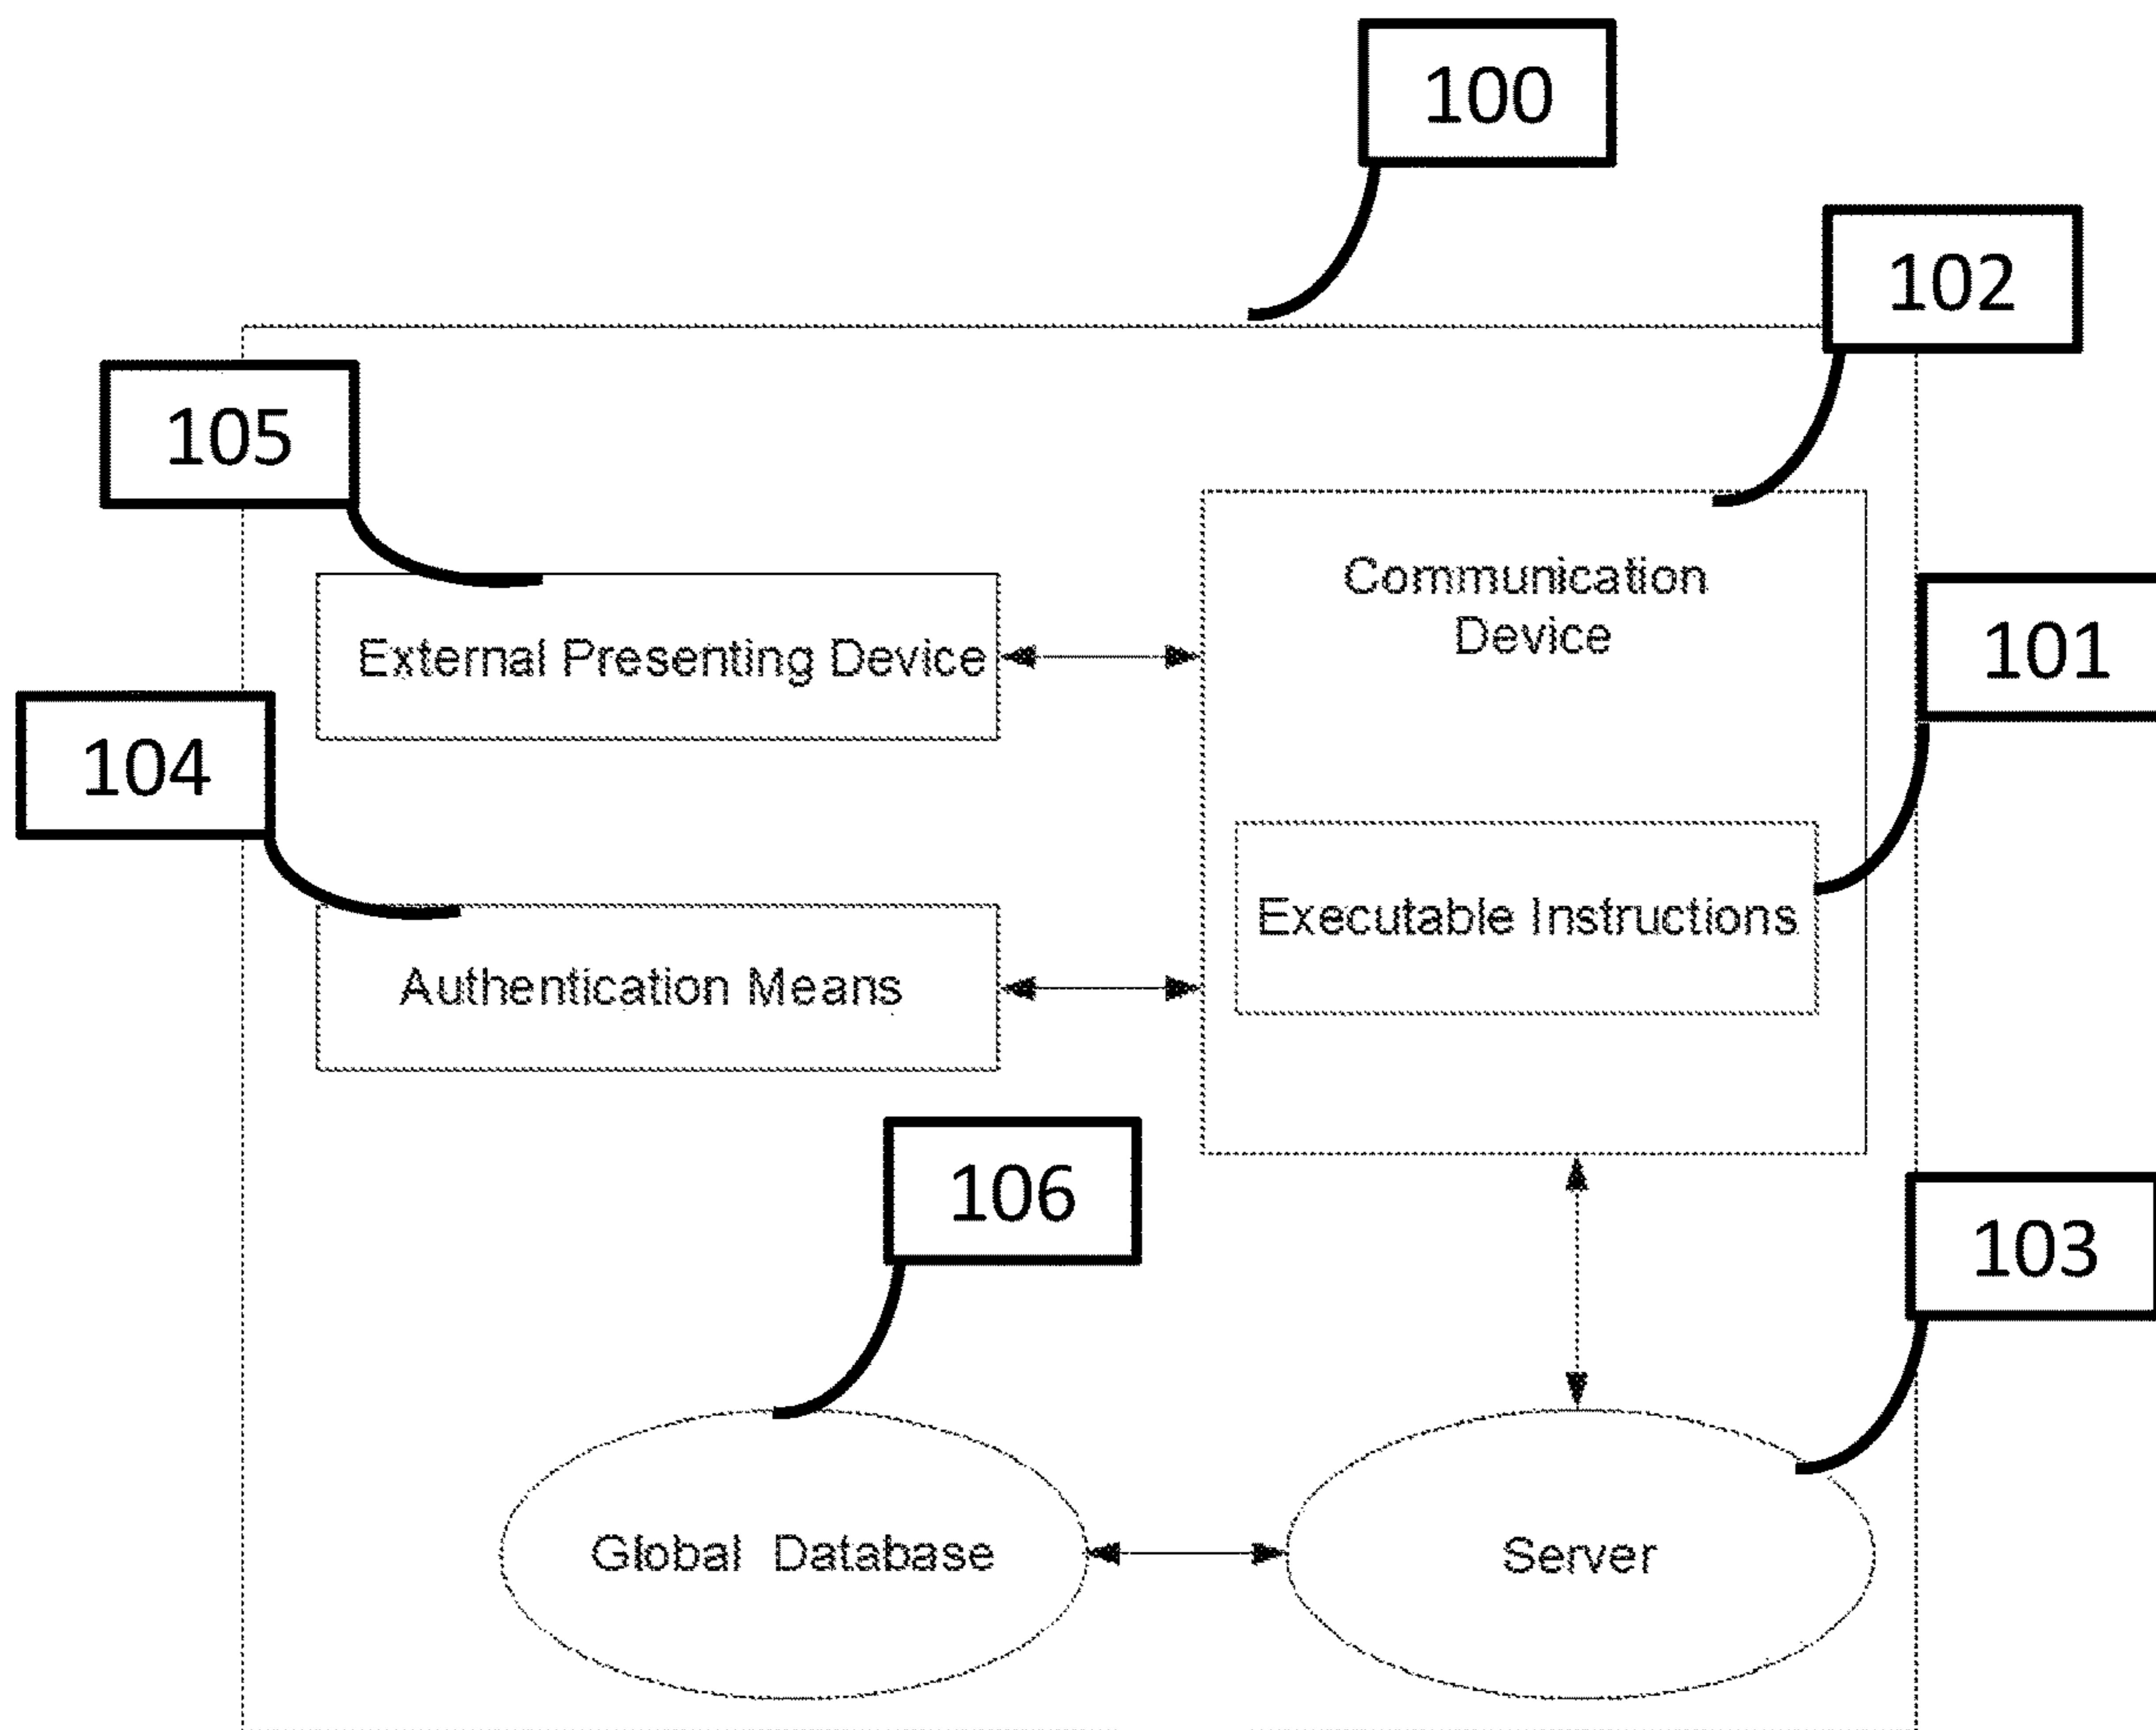 100
102
105
Communication
Device
External Presenting Device
101
104
Executable Instructions
Authentication Means
106
103
Global Database
Server